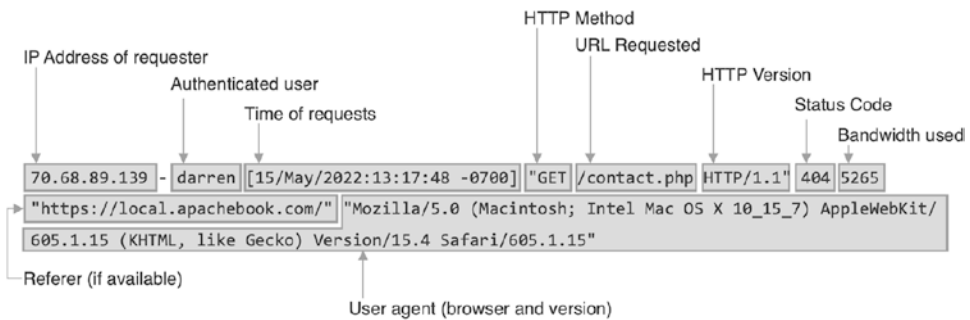 HTTP Method
IP Address of requester
URL Requested
Authenticated user
HTTP Version
Time of requests
Status Code
Bandwidth used
70.68.89.139 - darren [15/May/2022:13:17:48 -0700] "GET /contact.php HTTP/1.1" 404 5265
"https://local.apachebook.com/" "Mozilla/5.0 (Macintosh; Intel Mac OS X 10_15_7) AppleWebKit/
605.1.15 (KHTML, like Gecko) Version/15.4 Safari/605.1.15"
Referer (if available)
User agent (browser and version)